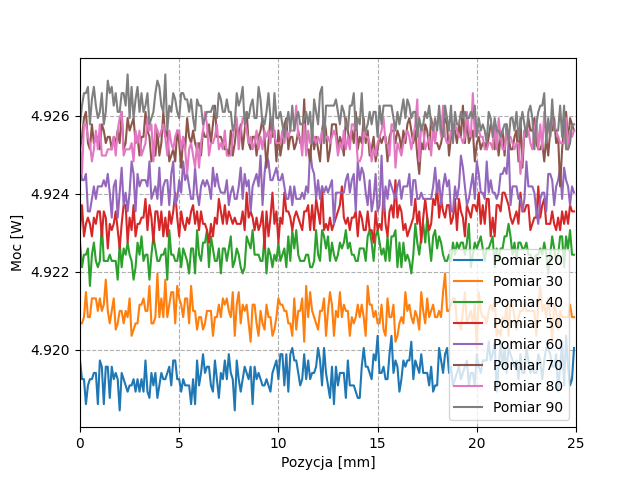 4.926
4.924
4.922
4.920
Moc [W]
0 5 10 15 20 25
Pozycja [mm]
Pomiar 20
Pomiar 30
Pomiar 40
Pomiar 50
Pomiar 60
Pomiar 70
Pomiar 80
Pomiar 90